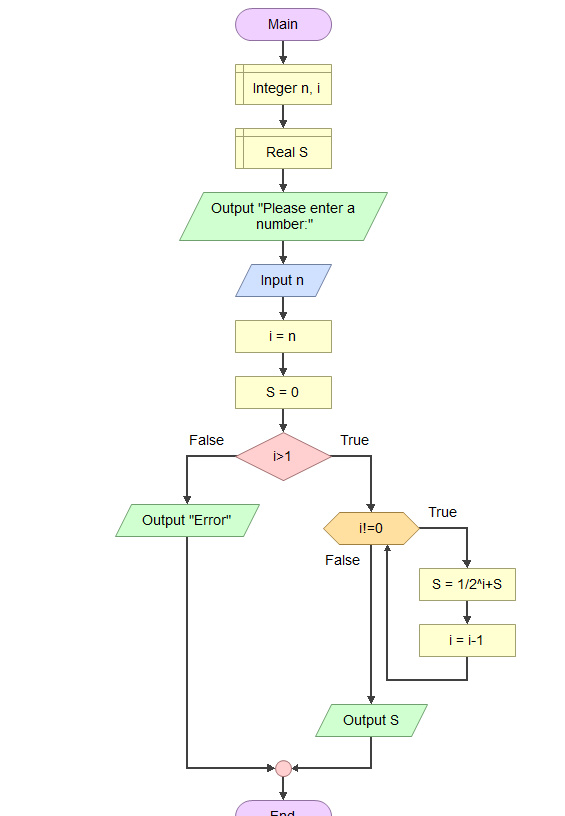 Main
Integer n, i
Real S
Output "Please enter a
number:"
Input n
i = n
S = 0
False
True
i>1
Output "Error"
i!=0
True
False
S = 1/2^i+S
i = i-1
Output S
End